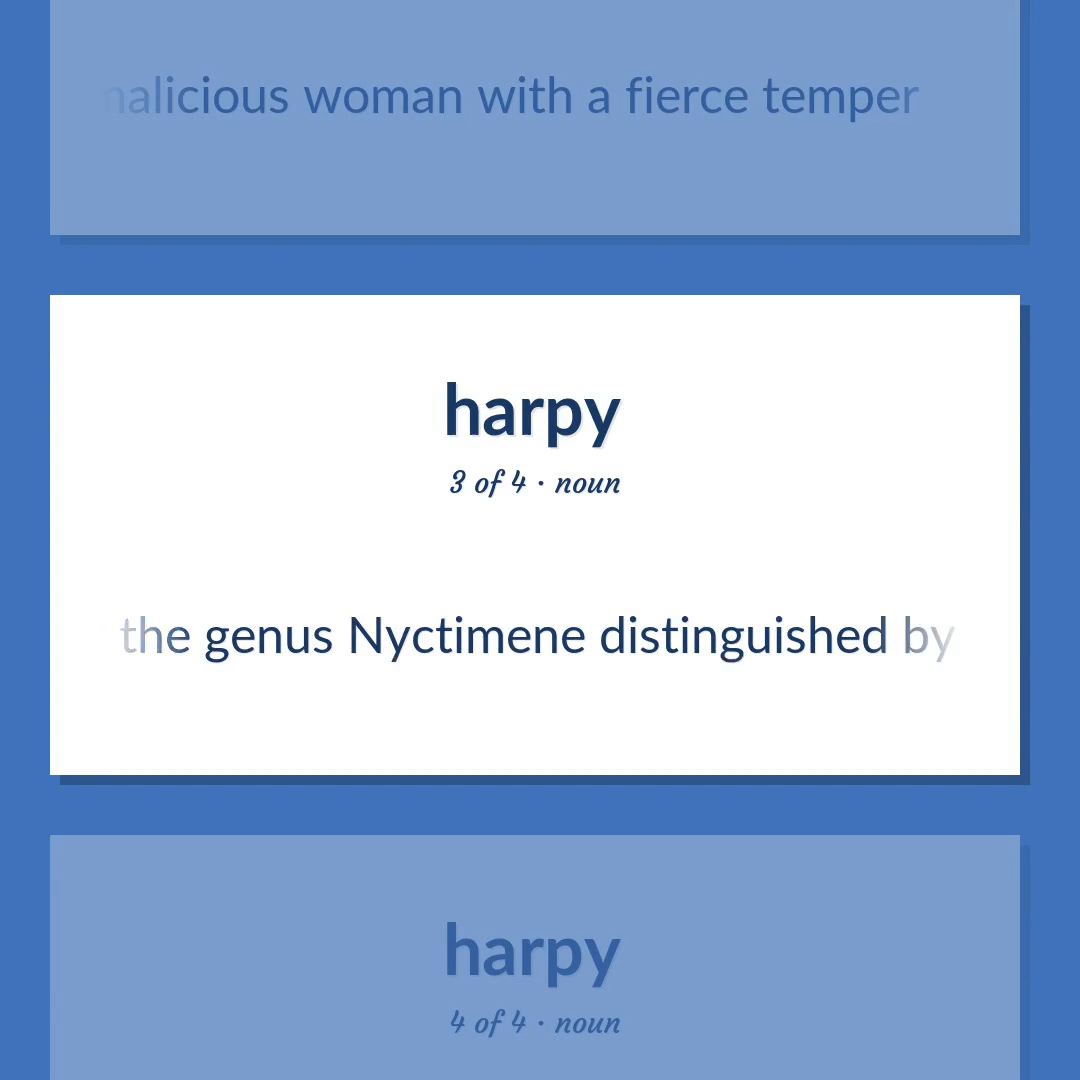 malicious woman with a fierce temper
harpy
3 of 4 · noun
the genus Nyctimene distinguished by
harpy
4 of 4 · noun